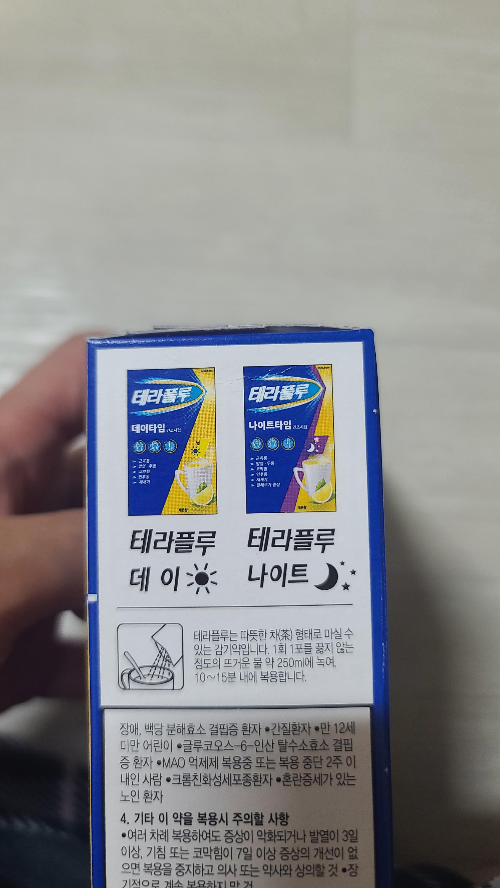 테라플루
데이타임
테라플루
나이트타임
테라플루
데이
테라플루
나이트
테라플루는 따뜻한 차(茶) 형태로 마실 수
있는 감기약입니다. 1회 1포를 끓지 않는
정도의 뜨거운 물 약 250ml에 녹여,
10~15분 내에 복용합니다.
장애, 백당 분해효소 결핍증 환자 •간질환자 •만 12세
미만 어린이 •글루코오스-6-인산 탈수소효소 결핍
증 환자 •MAO 억제제 복용중 또는 복용 중단 2주 이
내인 사람 •크롬친화성세포종환자 •혼란증세가 있는
노인 환자
4. 기타 이 약을 복용시 주의할 사항
•여러 차례 복용하여도 증상이 악화되거나 발열이 3일
이상, 기침 또는 코막힘이 7일 이상 증상의 개선이 없
으면 복용을 중지하고 의사 또는 약사와 상의할 것 •장
기적으로 계속 복용하지 말 것